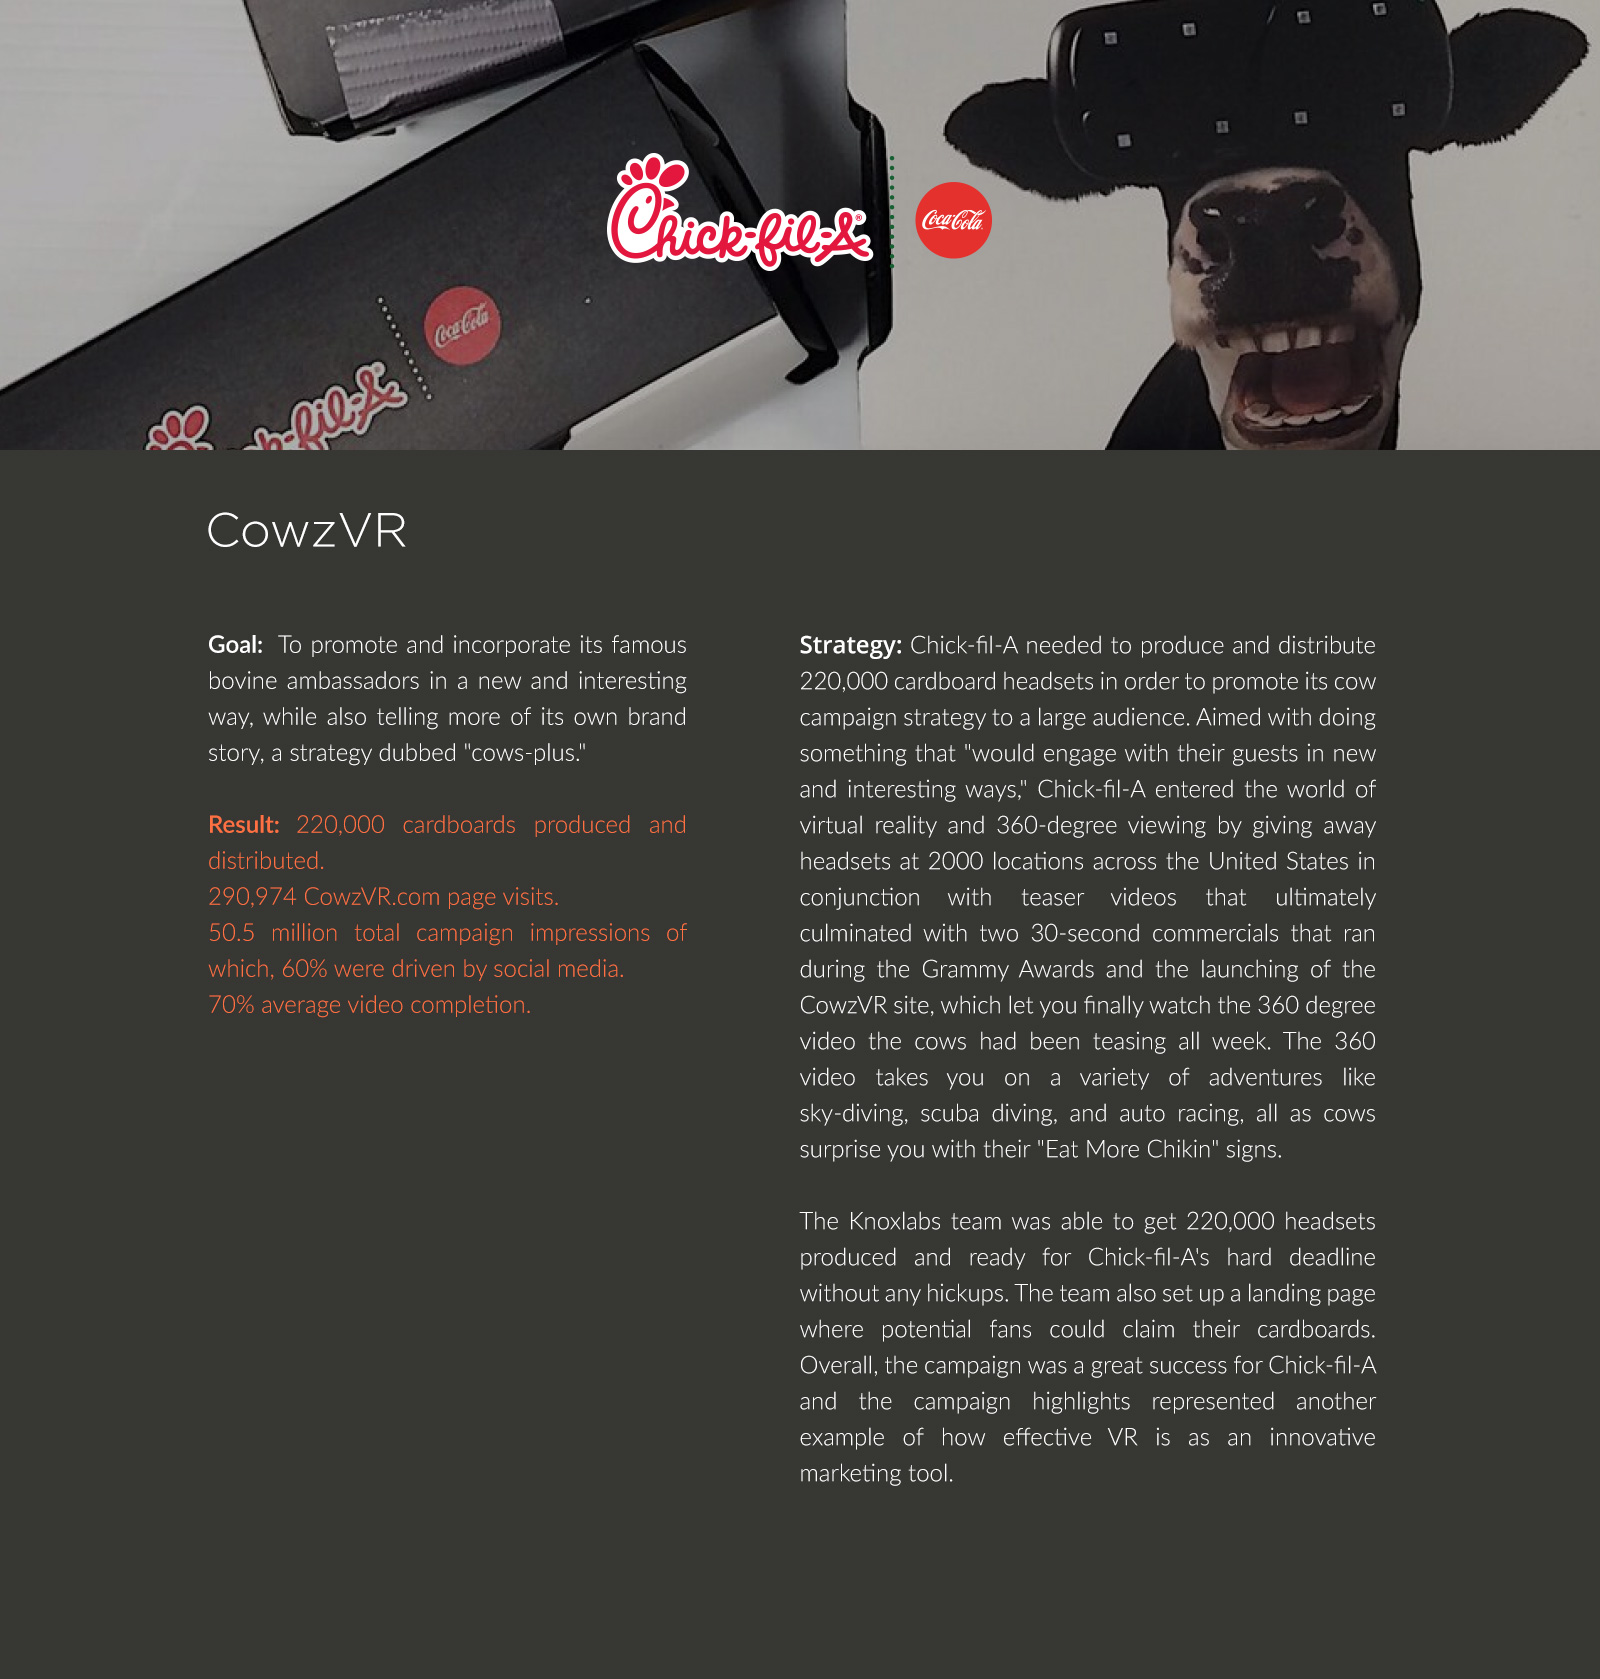 Chick-fil-A®
Coca-Cola
Coca-Cola
k-fil-A
CowzVR
Goal: To promote and incorporate its famous
bovine ambassadors in a new and interesting
way, while also telling more of its own brand
story, a strategy dubbed "cows-plus."
Result: 220,000 cardboards produced and
distributed.
290,974 CowzVR.com page visits.
50.5 million total campaign impressions of
which, 60% were driven by social media.
70% average video completion.
Strategy: Chick-fil-A needed to produce and distribute
220,000 cardboard headsets in order to promote its cow
campaign strategy to a large audience. Aimed with doing
something that "would engage with their guests in new
and interesting ways," Chick-fil-A entered the world of
virtual reality and 360-degree viewing by giving away
headsets at 2000 locations across the United States in
conjunction with teaser videos that ultimately
culminated with two 30-second commercials that ran
during the Grammy Awards and the launching of the
CowzVR site, which let you finally watch the 360 degree
video the cows had been teasing all week. The 360
video takes you on a variety of adventures like
sky-diving, scuba diving, and auto racing, all as cows
surprise you with their "Eat More Chikin" signs.
The Knoxlabs team was able to get 220,000 headsets
produced and ready for Chick-fil-A's hard deadline
without any hickups. The team also set up a landing page
where potential fans could claim their cardboards.
Overall, the campaign was a great success for Chick-fil-A
and the campaign highlights represented another
example of how effective VR is as an innovative
marketing tool.